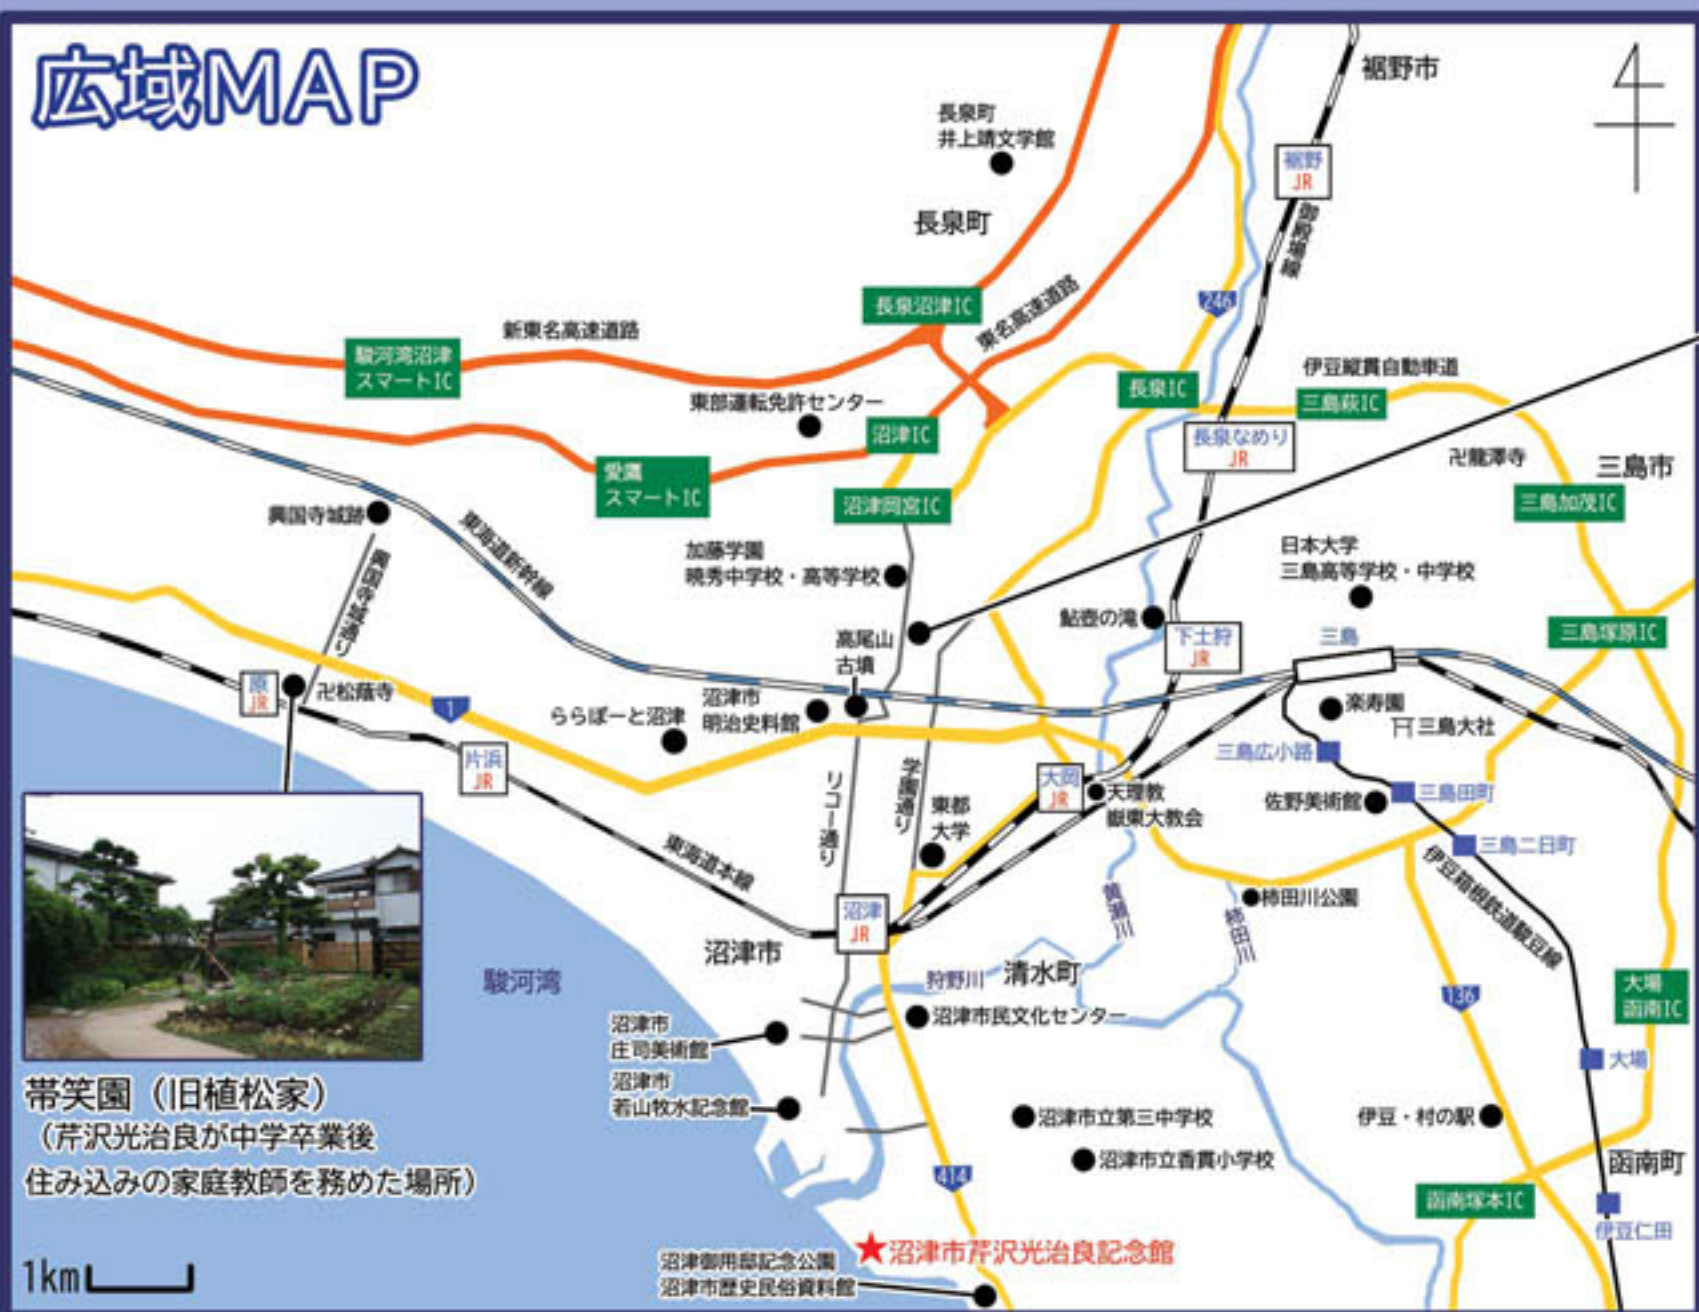 広域MAP
裾野市
長泉町
井上靖文学館
長泉町
裾野
JR
御殿場線
長泉沼津IC
東名高速道路
246
新東名高速道路
駿河湾沼津
スマートIC
伊豆縦貫自動車道
長泉IC
三島萩IC
東部運転免許センター
沼津IC
長泉なめり
JR
卍龍澤寺
三島市
愛鷹
スマートIC
沼津岡宮IC
三島加茂IC
興国寺城跡
東海道新幹線
興国寺城通り
加藤学園
暁秀中学校・高等学校
日本大学
三島高等学校・中学校
鮎壺の滝
下土狩
JR
三島
三島塚原IC
高尾山
古墳
原
JR
卍松蔭寺
1
沼津市
明治史料館
ららぽーと沼津
楽寿園
三島大社
三島広小路
片浜
JR
リコー通り
学園通り
東都
大学
大岡
JR
天理教
嶽東大教会
佐野美術館
三島田町
三島二日町
東海道本線
伊豆箱根鉄道駿豆線
柿田川公園
黄瀬川
柿田川
沼津
JR
沼津市
駿河湾
狩野川
清水町
136
大場
函南IC
沼津市民文化センター
沼津市
庄司美術館
沼津市
若山牧水記念館
大場
沼津市立第三中学校
伊豆・村の駅
沼津市立香貫小学校
函南町
414
函南塚本IC
伊豆仁田
帯笑園（旧植松家）
（芹沢光治良が中学卒業後
住み込みの家庭教師を務めた場所）
★沼津市芹沢光治良記念館
沼津御用邸記念公園
沼津市歴史民俗資料館
1km